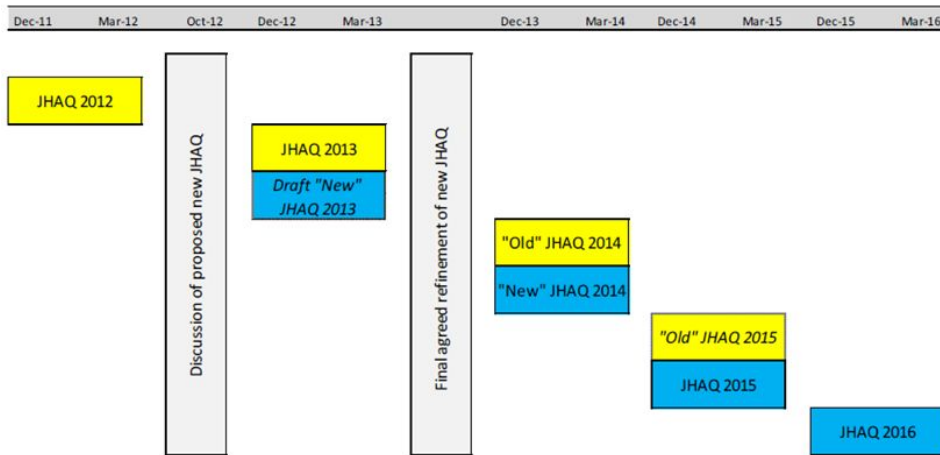 Dec-11 Mar-12 Oct-12 Dec-12 Mar-13 Dec-13 Mar-14 Dec-14 Mar-15 Dec-15 Mar-16
JHAQ 2012
Discussion of proposed new JHAQ
JHAQ 2013
Draft "New"
JHAQ 2013
Final agreed refinement of new JHAQ
"Old" JHAQ 2014
"New" JHAQ 2014
"Old" JHAQ 2015
JHAQ 2015
JHAQ 2016